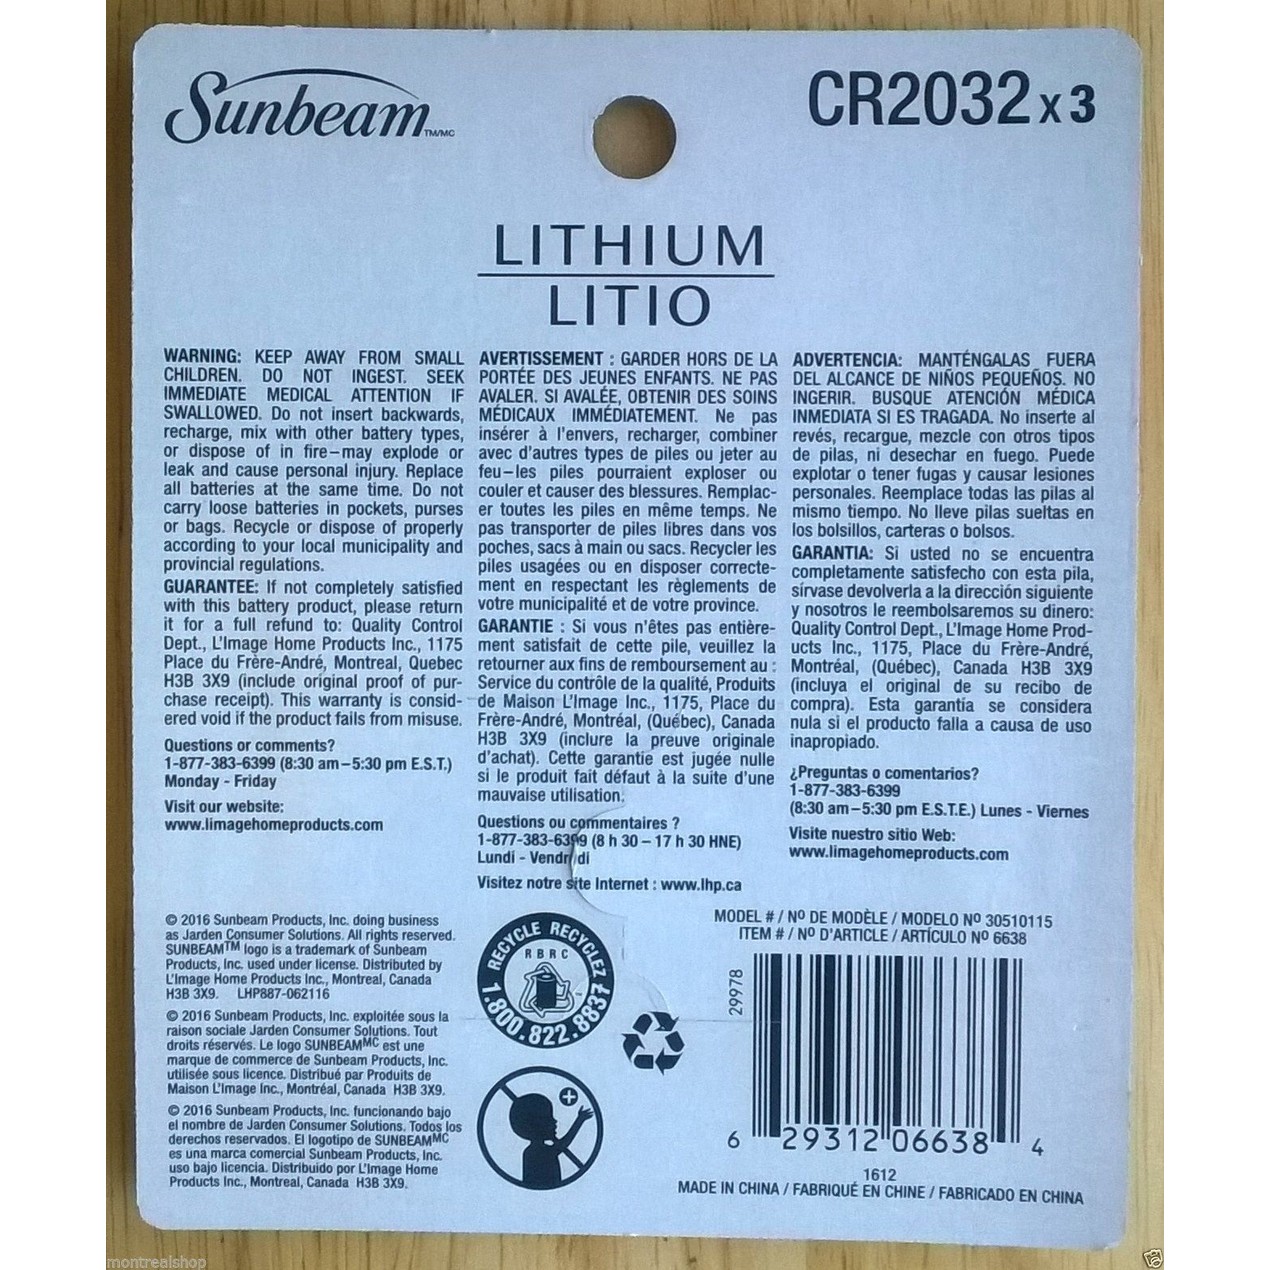 Sunbeam TM/MC
CR2032 x 3
LITHIUM
LITIO
WARNING: KEEP AWAY FROM SMALL
CHILDREN. DO NOT INGEST. SEEK
IMMEDIATE MEDICAL ATTENTION IF
SWALLOWED. Do not insert backwards,
recharge, mix with other battery types,
or dispose of in fire–may explode or
leak and cause personal injury. Replace
all batteries at the same time. Do not
carry loose batteries in pockets, purses
or bags. Recycle or dispose of properly
according to your local municipality and
provincial regulations.
GUARANTEE: If not completely satisfied
with this battery product, please return
it for a full refund to: Quality Control
Dept., L'Image Home Products Inc., 1175
Place du Frère-André, Montreal, Quebec
H3B 3X9 (include original proof of pur-
chase receipt). This warranty is consid-
ered void if the product fails from misuse.
Questions or comments?
1-877-383-6399 (8:30 am–5:30 pm E.S.T.)
Monday - Friday
Visit our website:
www.limagehomeproducts.com
AVERTISSEMENT : GARDER HORS DE LA
PORTÉE DES JEUNES ENFANTS. NE PAS
AVALER. SI AVALÉE, OBTENIR DES SOINS
MÉDICAUX IMMÉDIATEMENT. Ne pas
insérer à l'envers, recharger, combiner
avec d'autres types de piles ou jeter au
feu–les piles pourraient exploser ou
couler et causer des blessures. Remplac-
er toutes les piles en même temps. Ne
pas transporter de piles libres dans vos
poches, sacs à main ou sacs. Recycler les
piles usagées ou en disposer correcte-
ment en respectant les règlements de
votre municipalité et de votre province.
GARANTIE : Si vous n'êtes pas entière-
ment satisfait de cette pile, veuillez la
retourner aux fins de remboursement au :
Service du contrôle de la qualité, Produits
de Maison L'Image Inc., 1175, Place du
Frère-André, Montréal, (Québec), Canada
H3B 3X9 (inclure la preuve originale
d'achat). Cette garantie est jugée nulle
si le produit fait défaut à la suite d'une
mauvaise utilisation.
Questions ou commentaires ?
1-877-383-6399 (8 h 30 – 17 h 30 HNE)
Lundi - Vendredi
Visitez notre site Internet : www.lhp.ca
ADVERTENCIA: MANTÉNGALAS FUERA
DEL ALCANCE DE NIÑOS PEQUEÑOS. NO
INGERIR. BUSQUE ATENCIÓN MÉDICA
INMEDIATA SI ES TRAGADA. No inserte al
revés, recargue, mezcle con otros tipos
de pilas, ni desechar en fuego. Puede
explotar o tener fugas y causar lesiones
personales. Reemplace todas las pilas al
mismo tiempo. No lleve pilas sueltas en
los bolsillos, carteras o bolsos.
GARANTIA: Si usted no se encuentra
completamente satisfecho con esta pila,
sírvase devolverla a la dirección siguiente
y nosotros le reembolsaremos su dinero:
Quality Control Dept., L'Image Home Prod-
ucts Inc., 1175, Place du Frère-André,
Montréal, (Québec), Canada H3B 3X9
(incluya el original de su recibo de
compra). Esta garantía se considera
nula si el producto falla a causa de uso
inapropiado.
¿Preguntas o comentarios?
1-877-383-6399
(8:30 am–5:30 pm E.S.T.E.) Lunes - Viernes
Visite nuestro sitio Web:
www.limagehomeproducts.com
© 2016 Sunbeam Products, Inc. doing business
as Jarden Consumer Solutions. All rights reserved.
SUNBEAM™ logo is a trademark of Sunbeam
Products, Inc. used under license. Distributed by
L'Image Home Products Inc., Montreal, Canada
H3B 3X9. LHP887-062116
© 2016 Sunbeam Products, Inc. exploitée sous la
raison sociale Jarden Consumer Solutions. Tout
droits réservés. Le logo SUNBEAMMC est une
marque de commerce de Sunbeam Products, Inc.
utilisée sous licence. Distribué par Produits de
Maison L'Image Inc., Montréal, Canada H3B 3X9.
© 2016 Sunbeam Products, Inc. funcionando bajo
el nombre de Jarden Consumer Solutions. Todos los
derechos reservados. El logotipo de SUNBEAMMC
es una marca comercial Sunbeam Products, Inc.
uso bajo licencia. Distribuido por L'Image Home
Products Inc., Montreal, Canada H3B 3X9.
RECYCLE RECYCLEZ
RBRC
1.800.822.8837
MODEL # / Nº DE MODÈLE / MODELO Nº 30510115
ITEM # / Nº D'ARTICLE / ARTÍCULO Nº 6638
29978
6 29312 06638 4
1612
MADE IN CHINA / FABRIQUÉ EN CHINE / FABRICADO EN CHINA
montrealshop